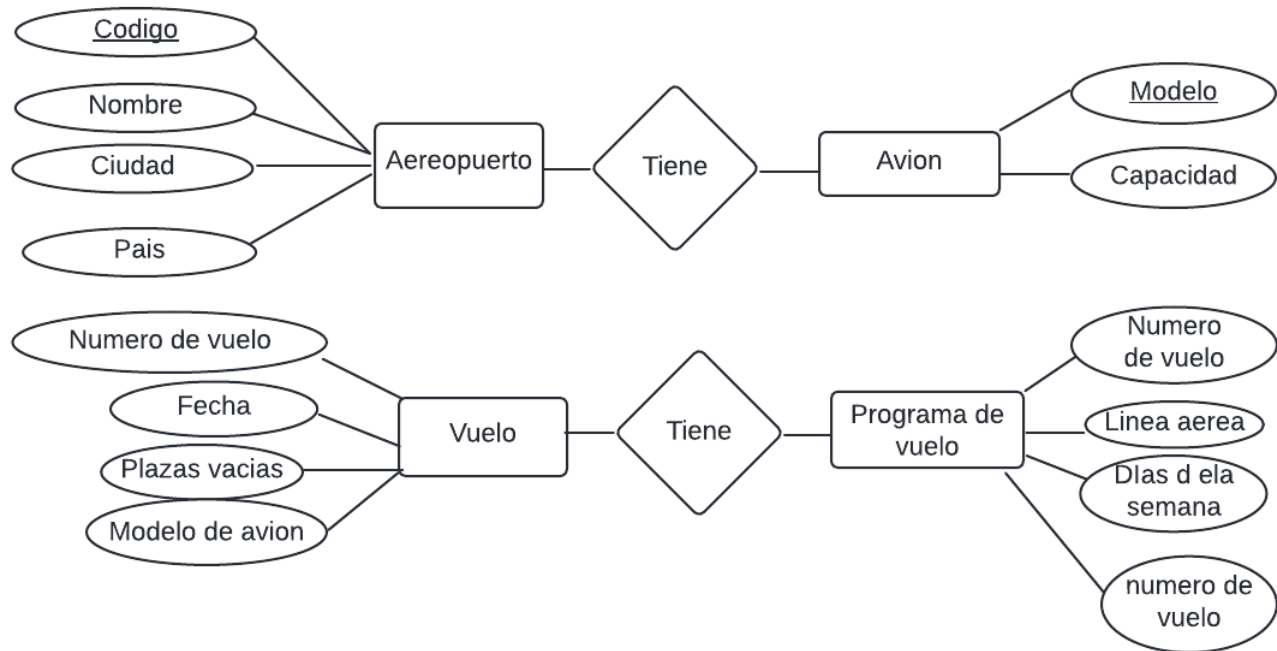 Codigo
Nombre
Ciudad
Pais
Aereopuerto
Tiene
Avion
Modelo
Capacidad
Numero de vuelo
Fecha
Plazas vacias
Modelo de avion
Vuelo
Tiene
Programa de
vuelo
Numero
de vuelo
Linea aerea
DIas d ela
semana
numero de
vuelo